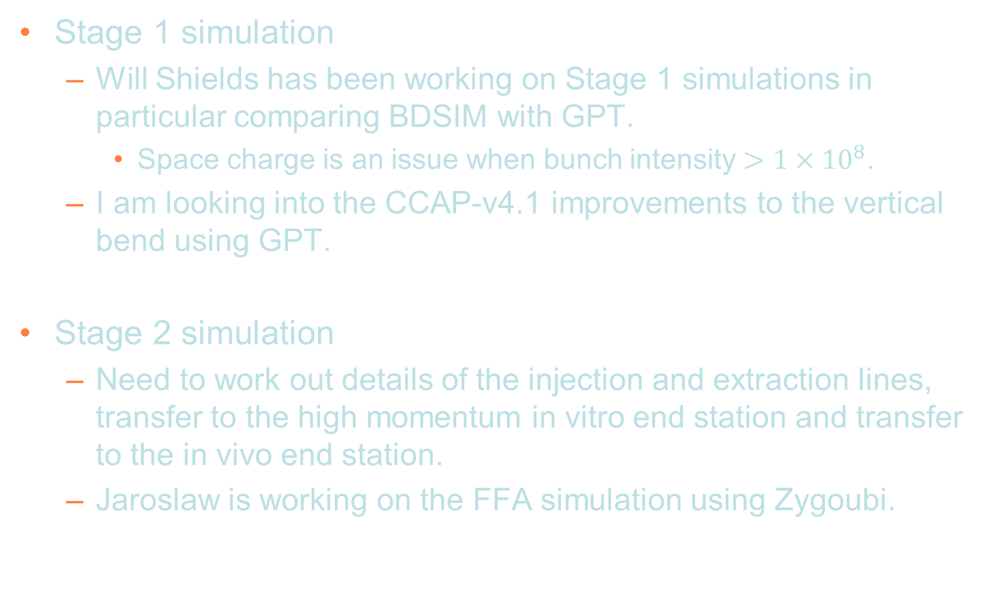 • Stage 1 simulation
– Will Shields has been working on Stage 1 simulations in
particular comparing BDSIM with GPT.
• Space charge is an issue when bunch intensity > 1 × 10⁸.
– I am looking into the CCAP-v4.1 improvements to the vertical
bend using GPT.
• Stage 2 simulation
– Need to work out details of the injection and extraction lines,
transfer to the high momentum in vitro end station and transfer
to the in vivo end station.
– Jaroslaw is working on the FFA simulation using Zygoubi.